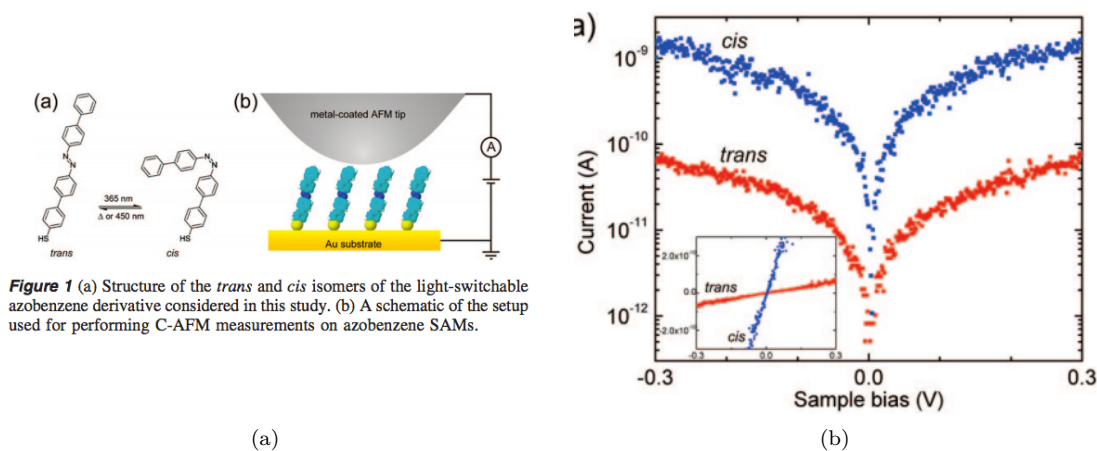 (a)
(b)
metal-coated AFM tip
A
N
N
N
N
365 nm
Δ or 450 nm
HS
HS
trans
cis
Au substrate
Figure 1 (a) Structure of the trans and cis isomers of the light-switchable
azobenzene derivative considered in this study. (b) A schematic of the setup
used for performing C-AFM measurements on azobenzene SAMs.
(a)
a)
cis
trans
10⁻⁹
10⁻¹⁰
10⁻¹¹
10⁻¹²
Current (A)
trans
cis
0.0
-0.3
0.0
0.3
-0.3
0.0
0.3
Sample bias (V)
(b)